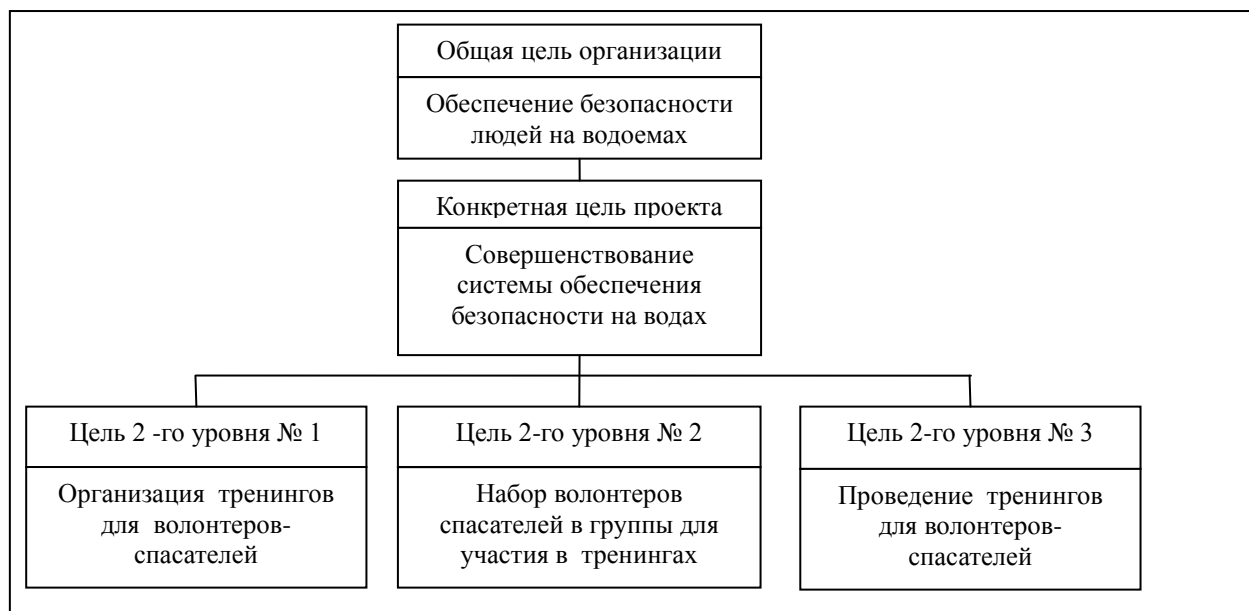 Общая цель организации
Обеспечение безопасности
людей на водоемах
Конкретная цель проекта
Совершенствование
системы обеспечения
безопасности на водах
Цель 2 -го уровня № 1
Организация тренингов
для волонтеров-
спасателей
Цель 2-го уровня № 2
Набор волонтеров
спасателей в группы для
участия в тренингах
Цель 2-го уровня № 3
Проведение тренингов
для волонтеров-
спасателей